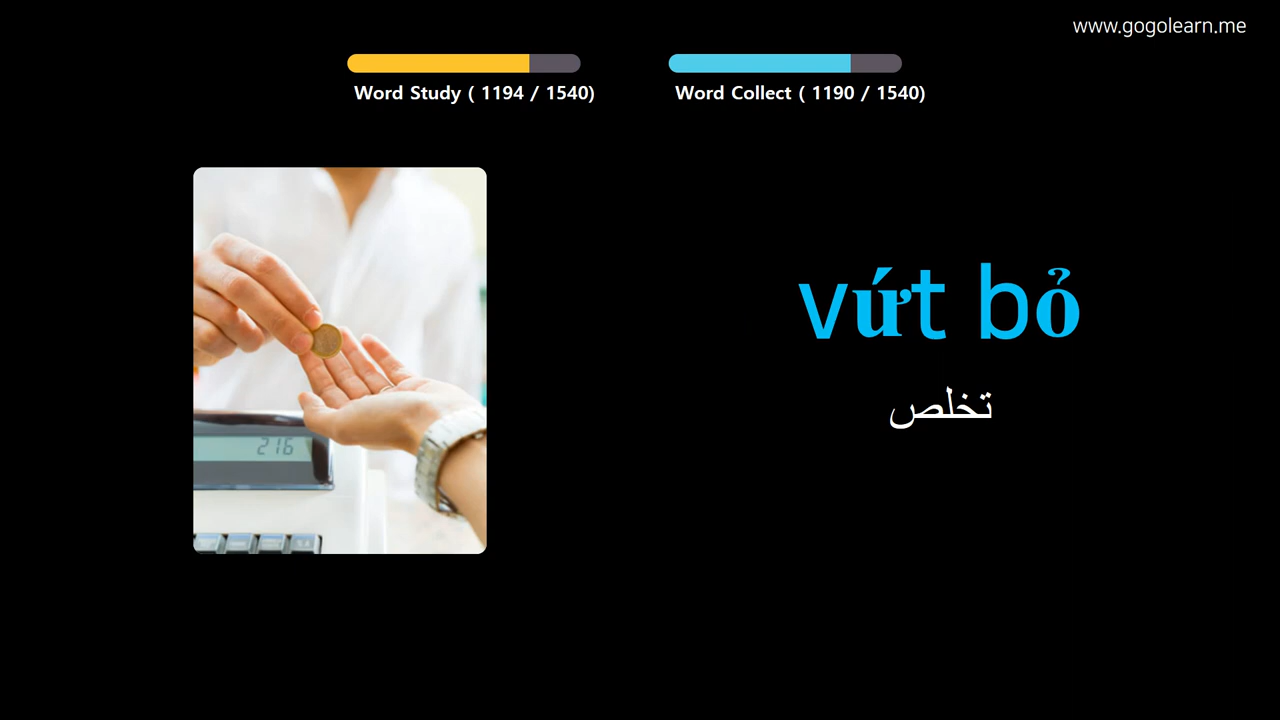 www.gogolearn.me
Word Study ( 1194 / 1540)
Word Collect ( 1190 / 1540)
vứt bỏ
تخلص
216